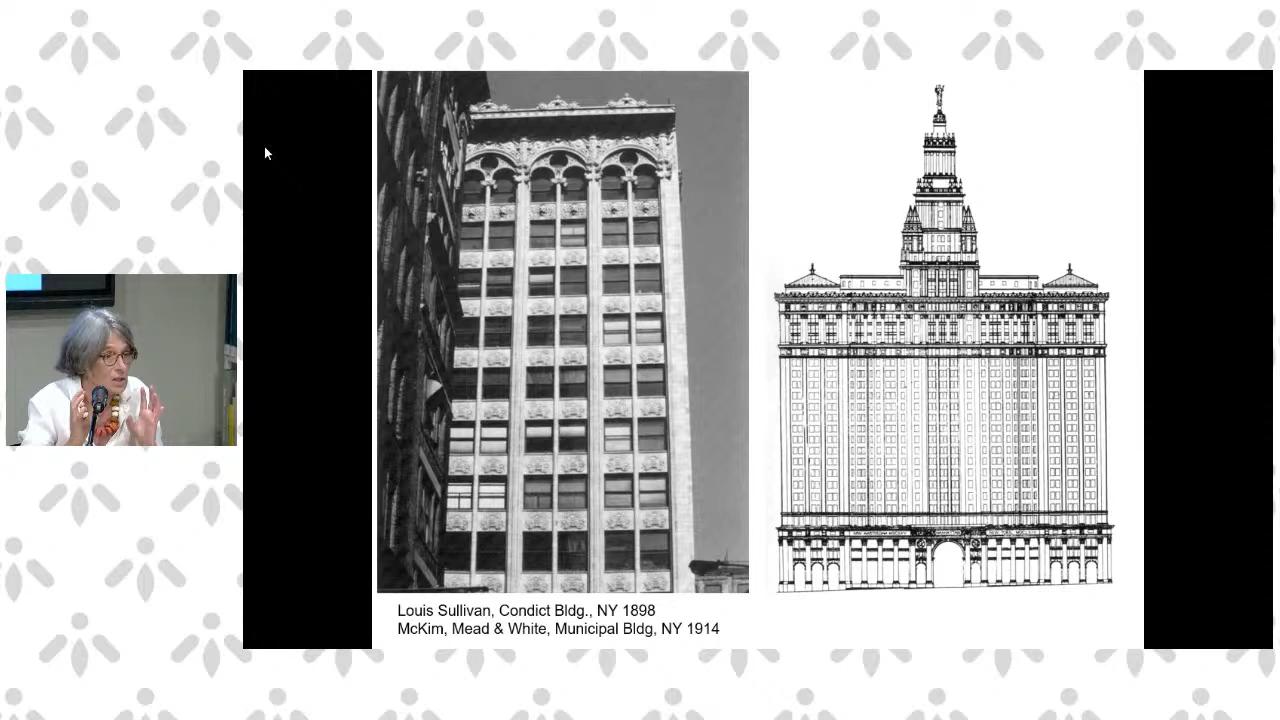 Louis Sullivan, Condict Bldg., NY 1898
McKim, Mead & White, Municipal Bldg, NY 1914